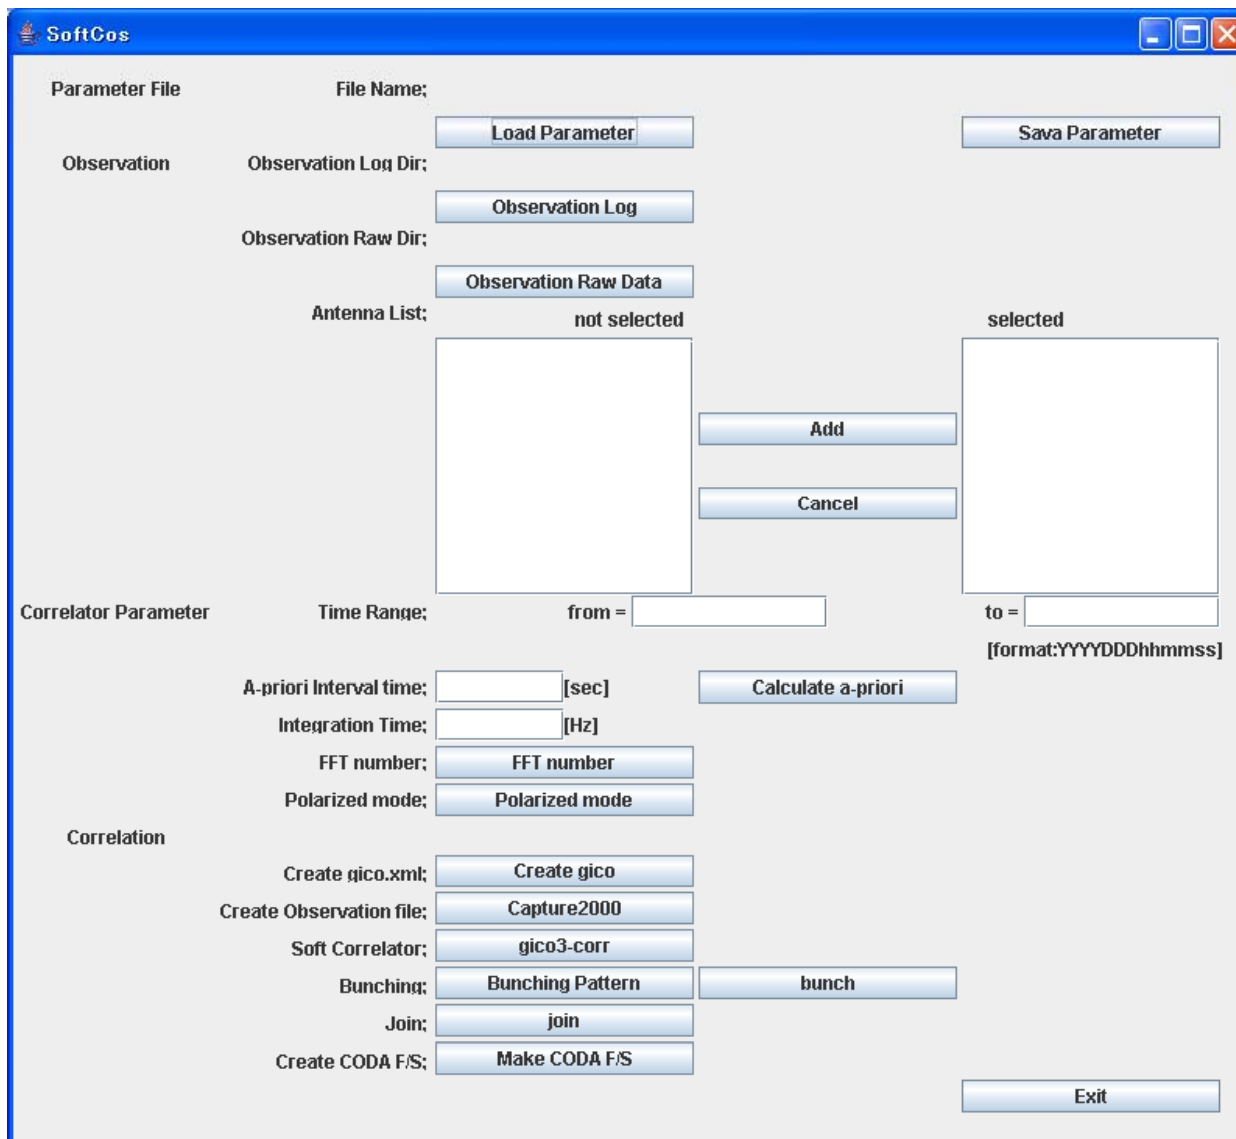 SoftCos
Parameter File File Name;
Load Parameter Sava Parameter
Observation Observation Log Dir;
Observation Log
Observation Raw Dir;
Observation Raw Data
Antenna List; not selected selected
Add
Cancel
Correlator Parameter Time Range; from = to =
[format:YYYYDDDhhmmss]
A-priori Interval time; [sec] Calculate a-priori
Integration Time; [Hz]
FFT number; FFT number
Polarized mode; Polarized mode
Correlation
Create gico.xml; Create gico
Create Observation file; Capture2000
Soft Correlator; gico3-corr
Bunching; Bunching Pattern bunch
Join; join
Create CODA F/S; Make CODA F/S
Exit